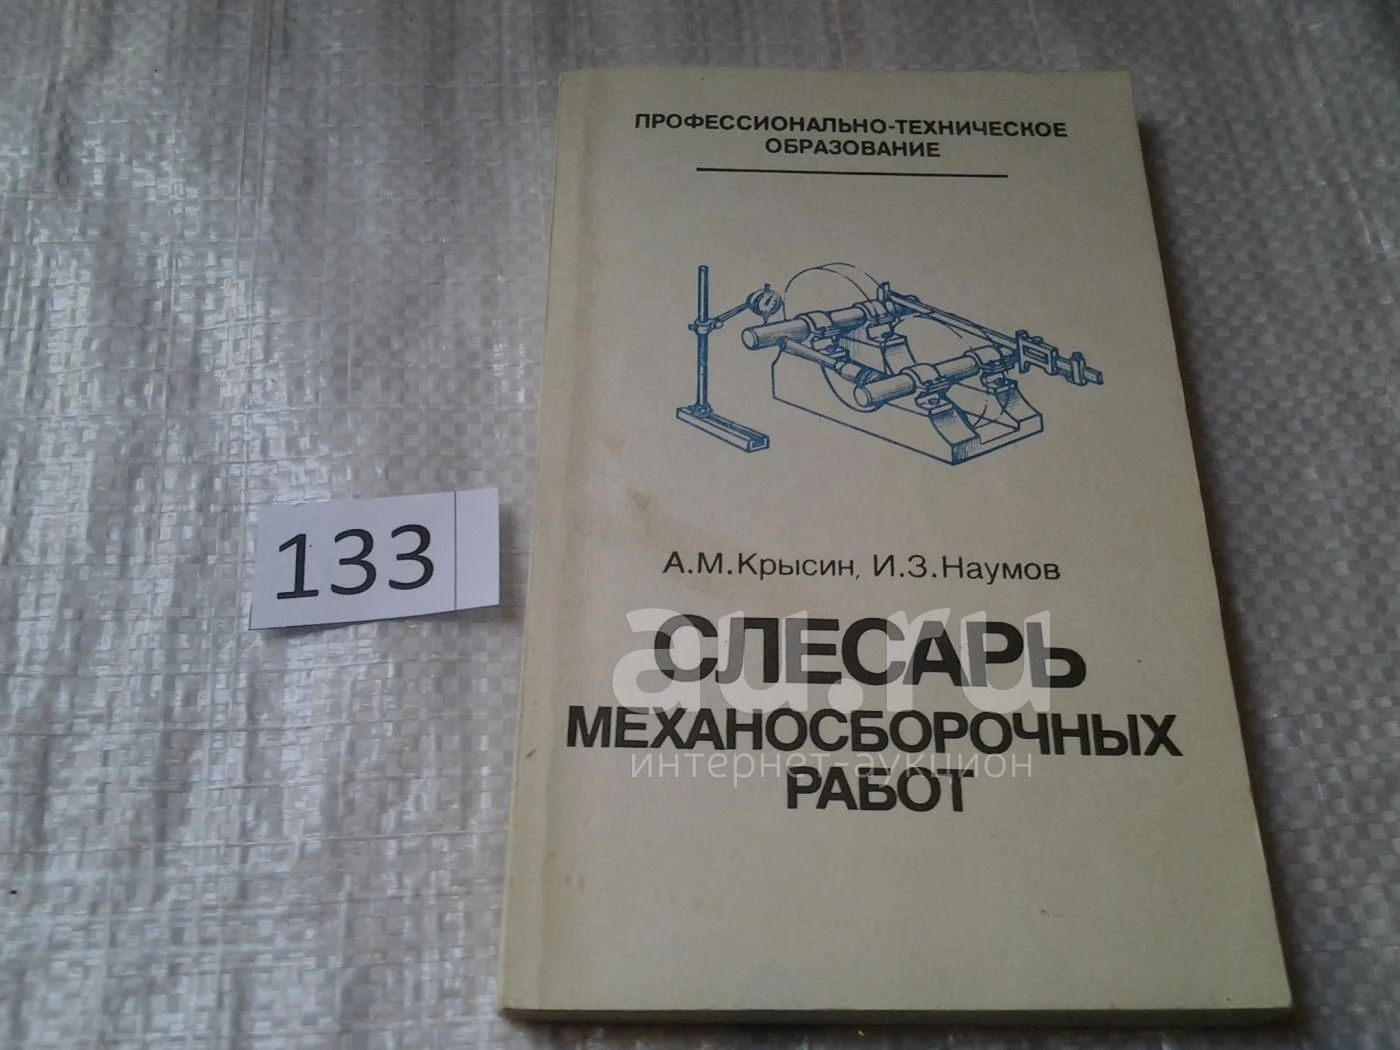 ПРОФЕССИОНАЛЬНО-ТЕХНИЧЕСКОЕ
ОБРАЗОВАНИЕ
133
А.М.Крысин, И.З.Наумов
СЛЕСАРЬ
au.ru
МЕХАНОСБОРОЧНЫХ
интернет-аукцион
РАБОТ